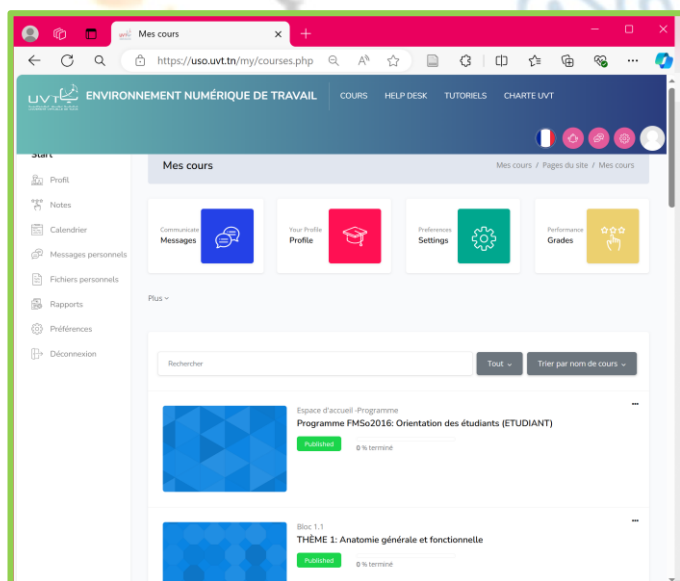 Mes cours
https://uso.uvt.tn/my/courses.php
UVT
ENVIRONNEMENT NUMÉRIQUE DE TRAVAIL
COURS
HELP DESK
TUTORIELS
CHARTE UVT
Start
Mes cours
Mes cours / Pages du site / Mes cours
Profil
Notes
Calendrier
Messages personnels
Fichiers personnels
Rapports
Préférences
Déconnexion
Communicate
Messages
Your Profile
Profile
Preferences
Settings
Performance
Grades
Plus
Rechercher
Tout
Trier par nom de cours
Espace d'accueil -Programme
Programme FMSo2016: Orientation des étudiants (ETUDIANT)
Published
0 % terminé
Bloc 1.1
THÈME 1: Anatomie générale et fonctionnelle
Published
0 % terminé